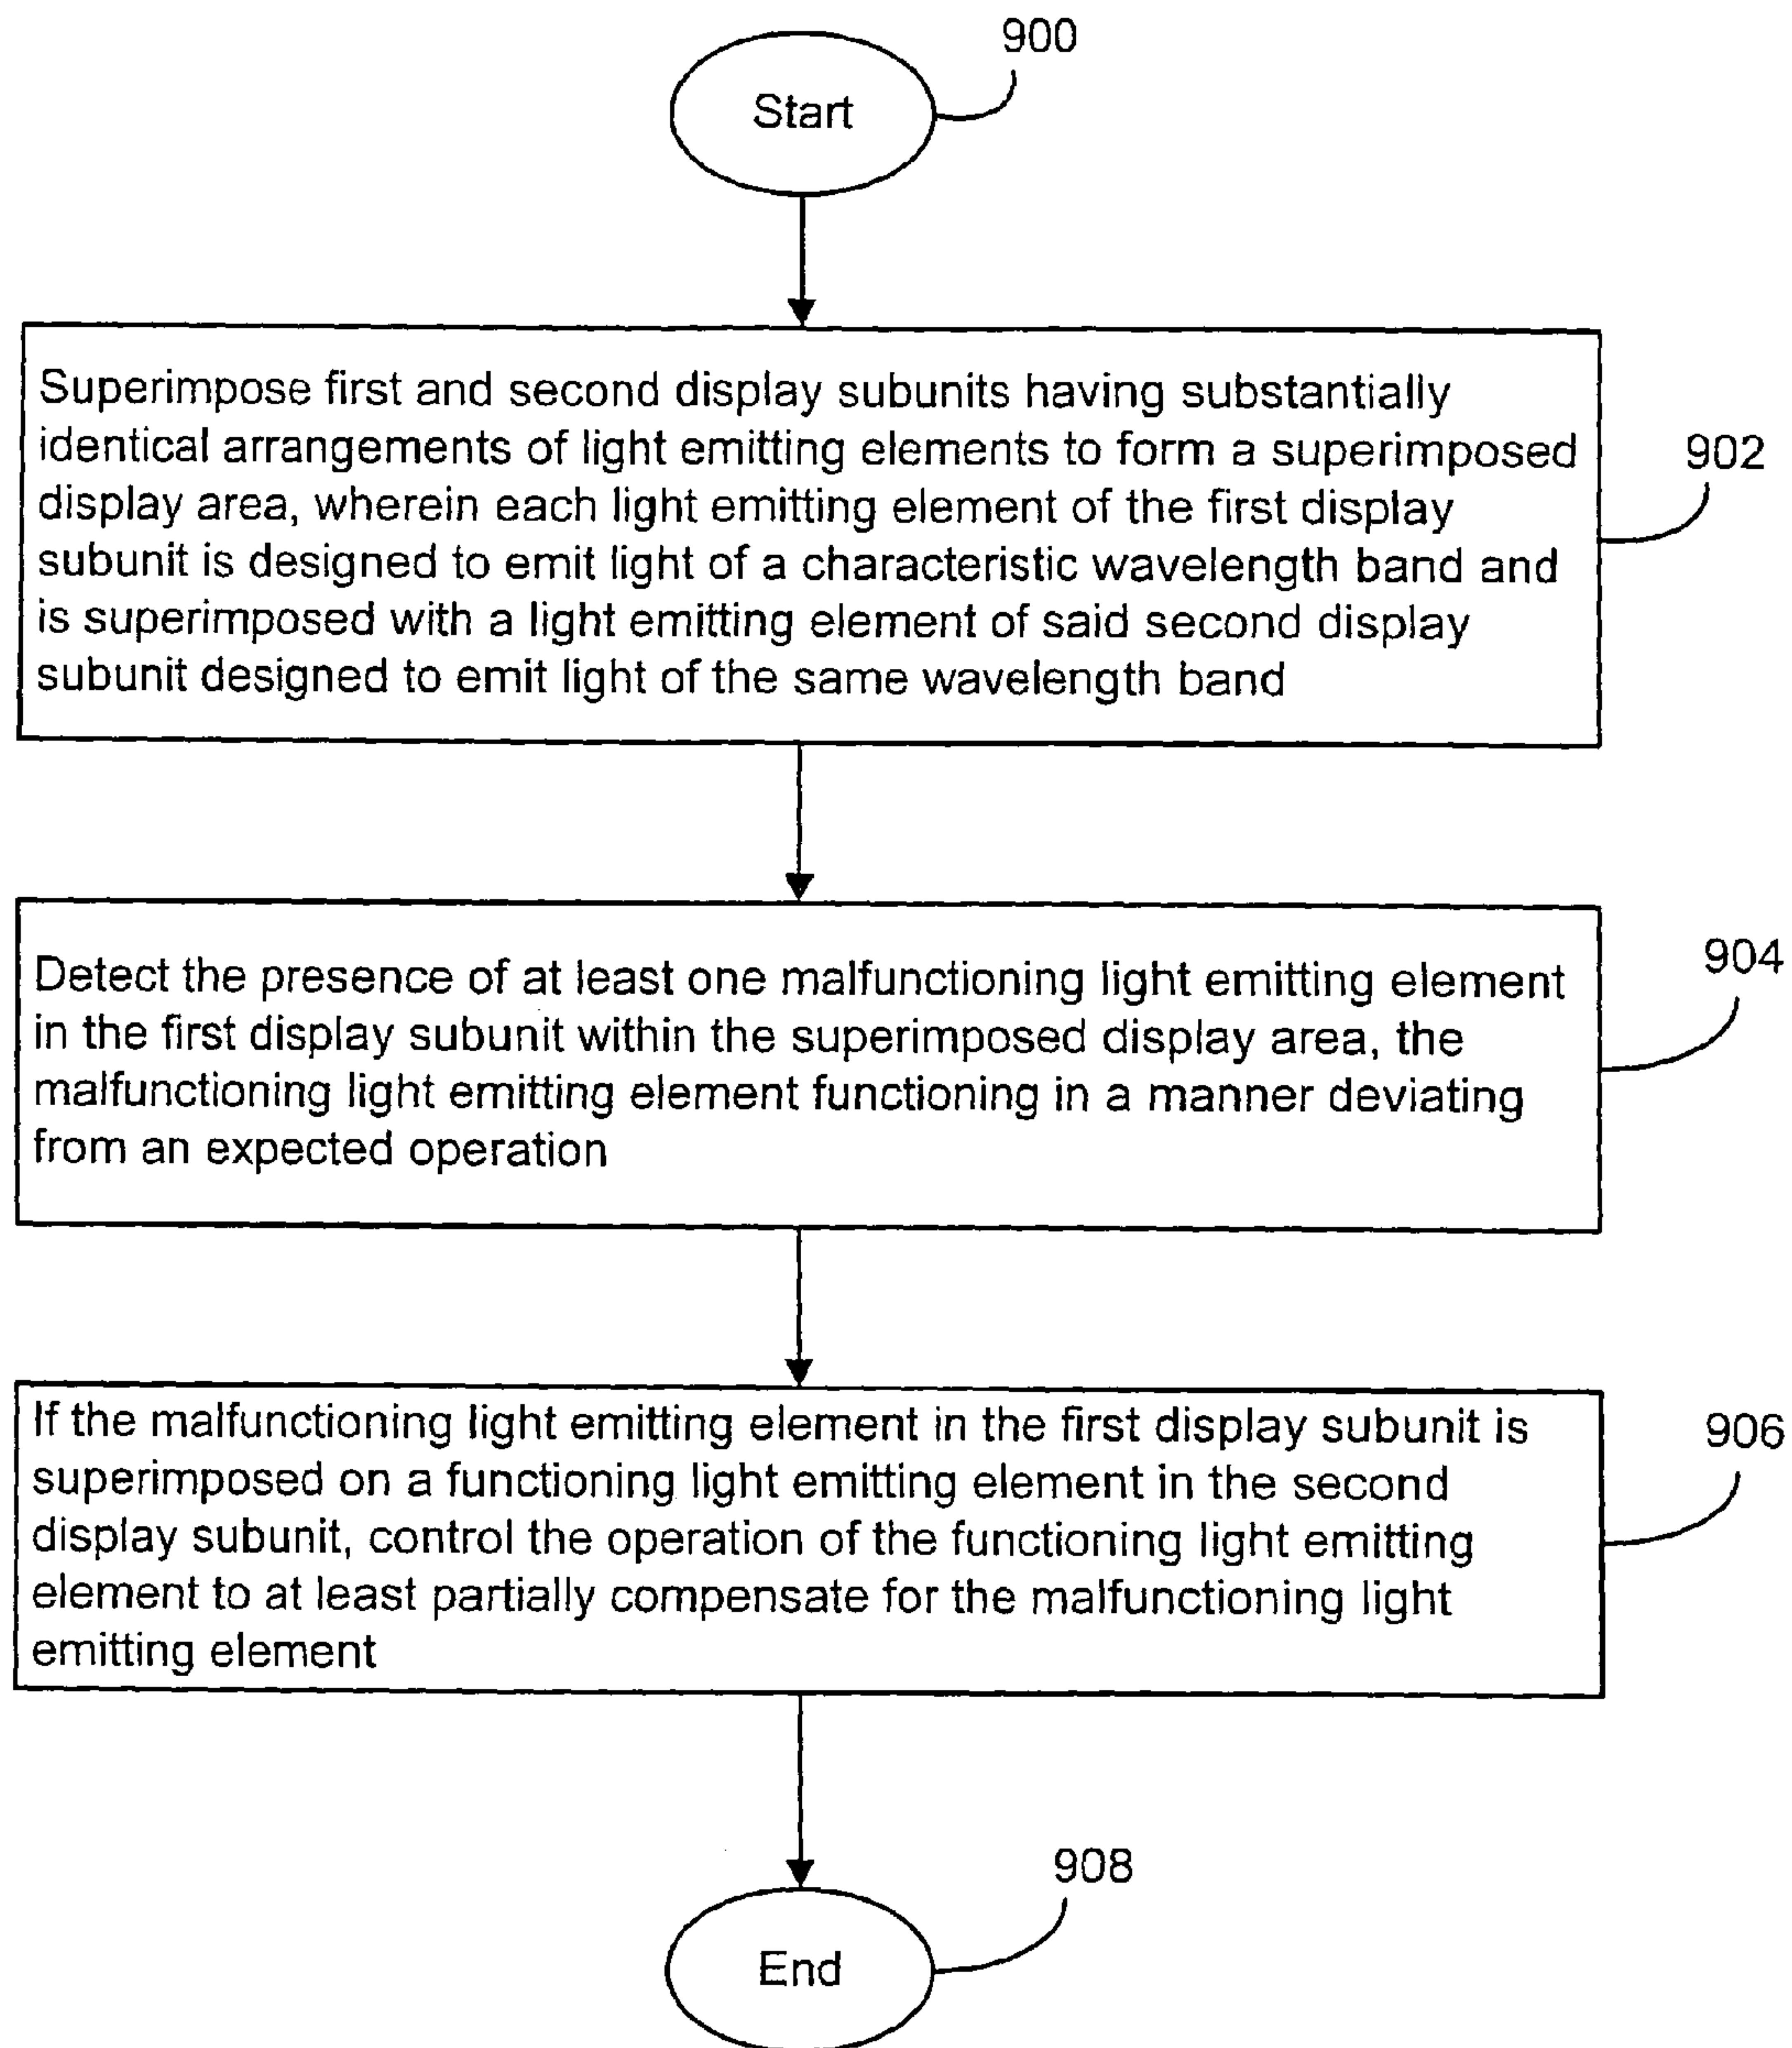 900
Start
Superimpose first and second display subunits having substantially
identical arrangements of light emitting elements to form a superimposed
display area, wherein each light emitting element of the first display
subunit is designed to emit light of a characteristic wavelength band and
is superimposed with a light emitting element of said second display
subunit designed to emit light of the same wavelength band
902
Detect the presence of at least one malfunctioning light emitting element
in the first display subunit within the superimposed display area, the
malfunctioning light emitting element functioning in a manner deviating
from an expected operation
904
If the malfunctioning light emitting element in the first display subunit is
superimposed on a functioning light emitting element in the second
display subunit, control the operation of the functioning light emitting
element to at least partially compensate for the malfunctioning light
emitting element
906
908
End